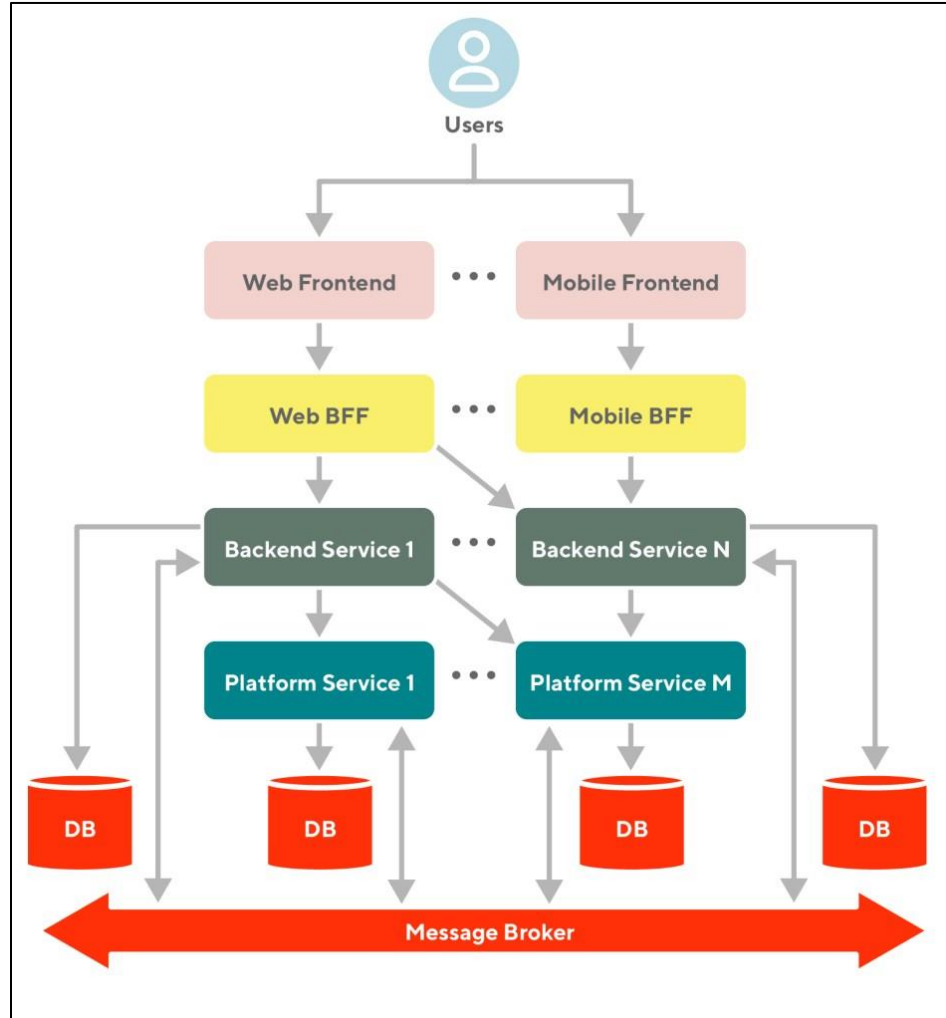 Users
Web Frontend
Mobile Frontend
Web BFF
Mobile BFF
Backend Service 1
Backend Service N
Platform Service 1
Platform Service M
DB
DB
DB
DB
Message Broker